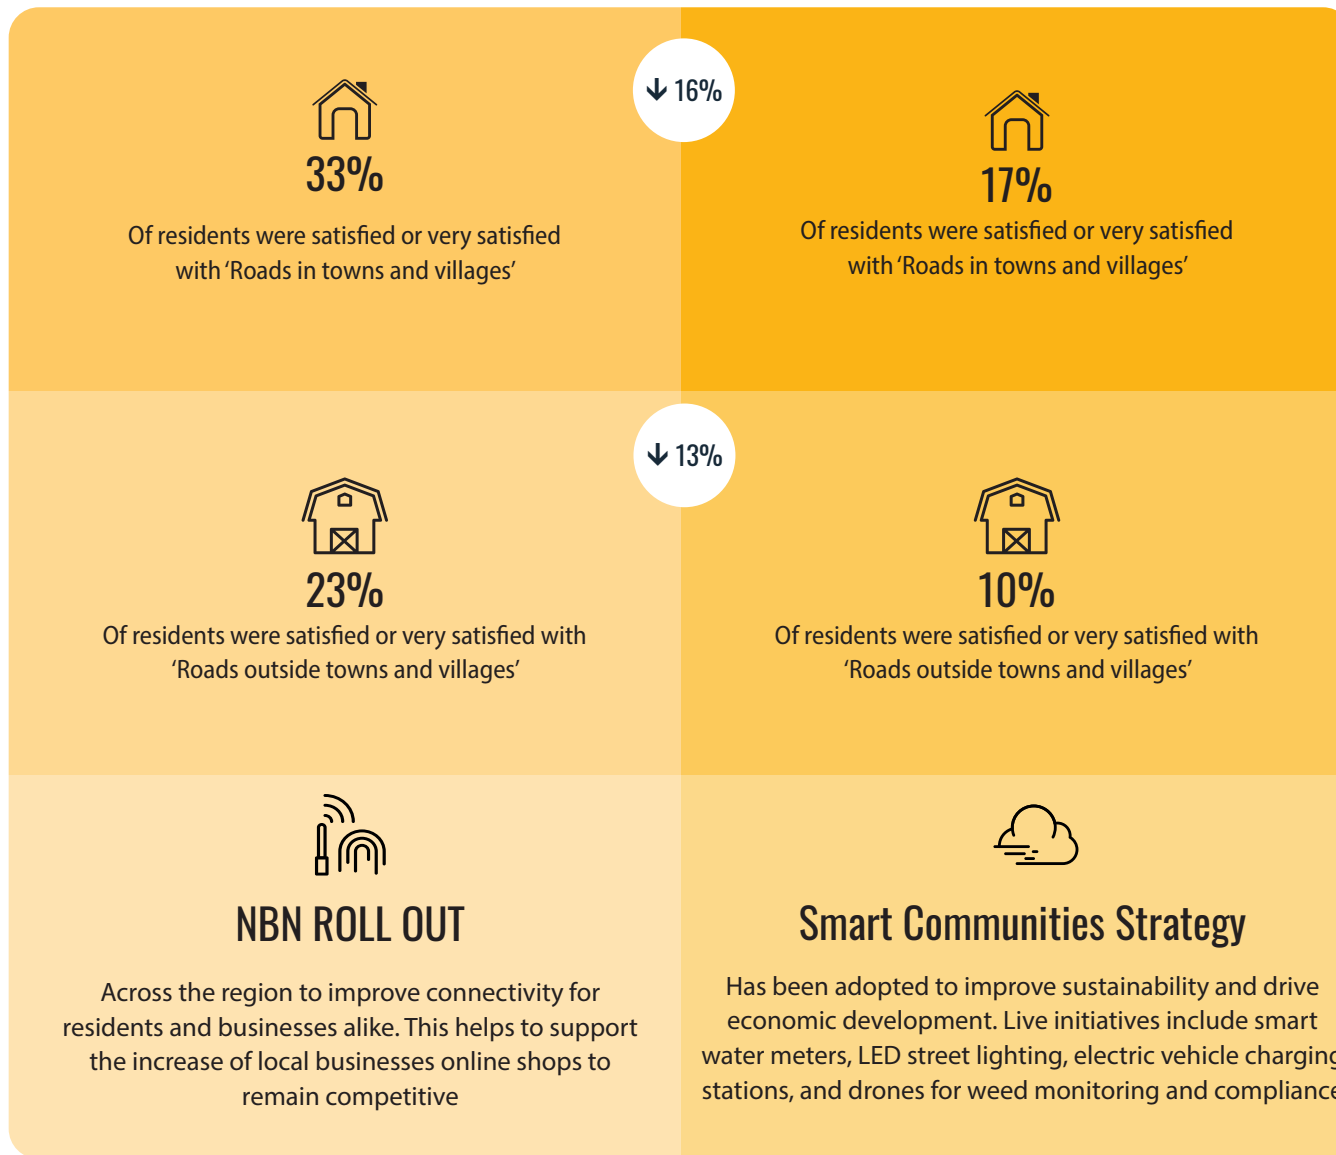 ↓ 16%
33%
Of residents were satisfied or very satisfied
with ‘Roads in towns and villages’
17%
Of residents were satisfied or very satisfied
with ‘Roads in towns and villages’
↓ 13%
23%
Of residents were satisfied or very satisfied with
‘Roads outside towns and villages’
10%
Of residents were satisfied or very satisfied with
‘Roads outside towns and villages’
NBN ROLL OUT
Across the region to improve connectivity for
residents and businesses alike. This helps to support
the increase of local businesses online shops to
remain competitive
Smart Communities Strategy
Has been adopted to improve sustainability and drive
economic development. Live initiatives include smart
water meters, LED street lighting, electric vehicle charging
stations, and drones for weed monitoring and compliance